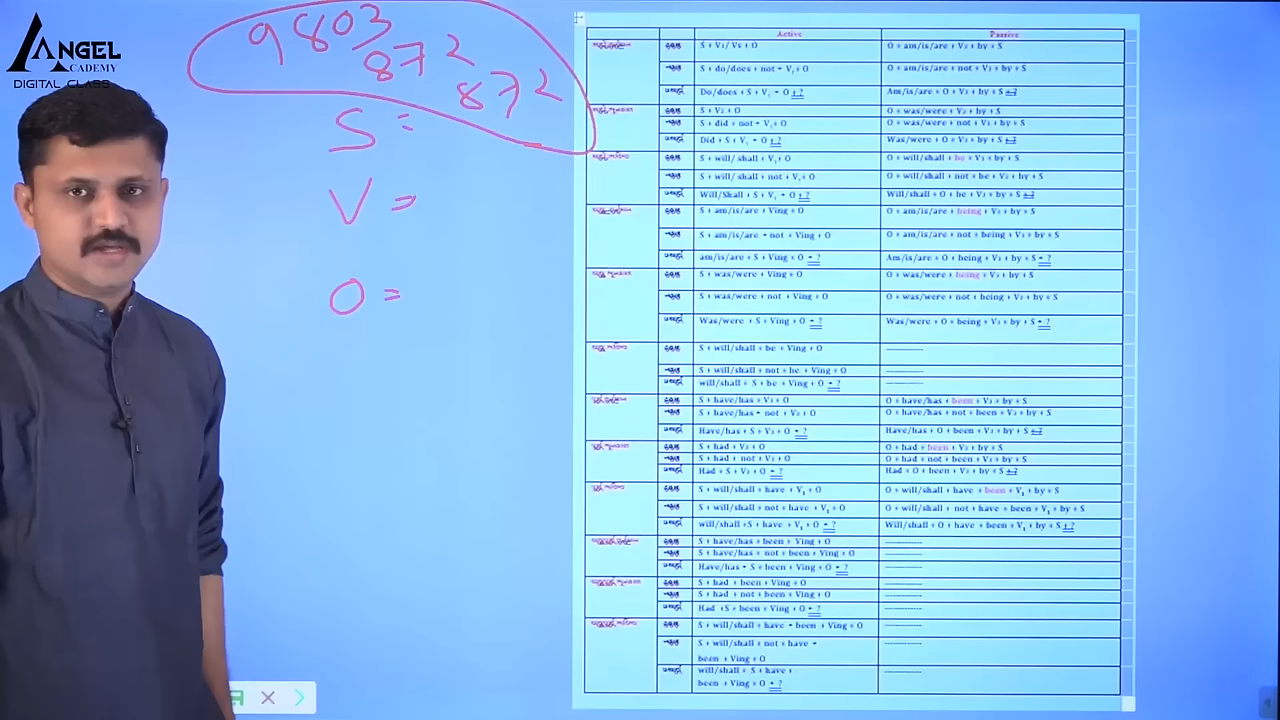 ANGEL
ACADEMY
DIGITAL CLASS
9803
872
872
S =
V =
O =
Active Passive
S + V₁/ Vs + O O + am/is/are + V₃ + by + S
S + do/does + not + V₁ + O O + am/is/are + not + V₃ + by + S
Do/does + S + V₁ + O + ? Am/is/are + O + V₃ + by + S + ?
S + V₂ + O O + was/were + V₃ + by + S
S + did + not + V₁ + O O + was/were + not + V₃ + by + S
Did + S + V₁ + O + ? Was/were + O + V₃ + by + S + ?
S + will/ shall + V₁ + O O + will/shall + be + V₃ + by + S
S + will/ shall + not + V₁ + O O + will/shall + not + be + V₃ + by + S
Will/Shall + S + V₁ + O + ? Will/shall + O + be + V₃ + by + S + ?
S + am/is/are + Ving + O O + am/is/are + being + V₃ + by + S
S + am/is/are + not + Ving + O O + am/is/are + not + being + V₃ + by + S
am/is/are + S + Ving + O + ? Am/is/are + O + being + V₃ + by + S + ?
S + was/were + Ving + O O + was/were + being + V₃ + by + S
S + was/were + not + Ving + O O + was/were + not + being + V₃ + by + S
Was/were + S + Ving + O + ? Was/were + O + being + V₃ + by + S + ?
S + will/shall + be + Ving + O ------------
S + will/shall + not + be + Ving + O ------------
will/shall + S + be + Ving + O + ? ------------
S + have/has + V₃ + O O + have/has + been + V₃ + by + S
S + have/has + not + V₃ + O O + have/has + not + been + V₃ + by + S
Have/has + S + V₃ + O + ? Have/has + O + been + V₃ + by + S + ?
S + had + V₃ + O O + had + been + V₃ + by + S
S + had + not + V₃ + O O + had + not + been + V₃ + by + S
Had + S + V₃ + O + ? Had + O + been + V₃ + by + S + ?
S + will/shall + have + V₃ + O O + will/shall + have + been + V₃ + by + S
S + will/shall + not + have + V₃ + O O + will/shall + not + have + been + V₃ + by + S
will/shall +S + have + V₃ + O + ? Will/shall + O + have + been + V₃ + by + S + ?
S + have/has + been + Ving + O ------------
S + have/has + not + been + Ving + O ------------
Have/has + S + been + Ving + O + ? ------------
S + had + been + Ving + O ------------
S + had + not + been + Ving + O ------------
Had +S + been + Ving + O + ? ------------
S + will/shall + have + been + Ving + O ------------
S + will/shall + not + have + ------------
been + Ving + O
will/shall + S + have + ------------
been + Ving + O + ?